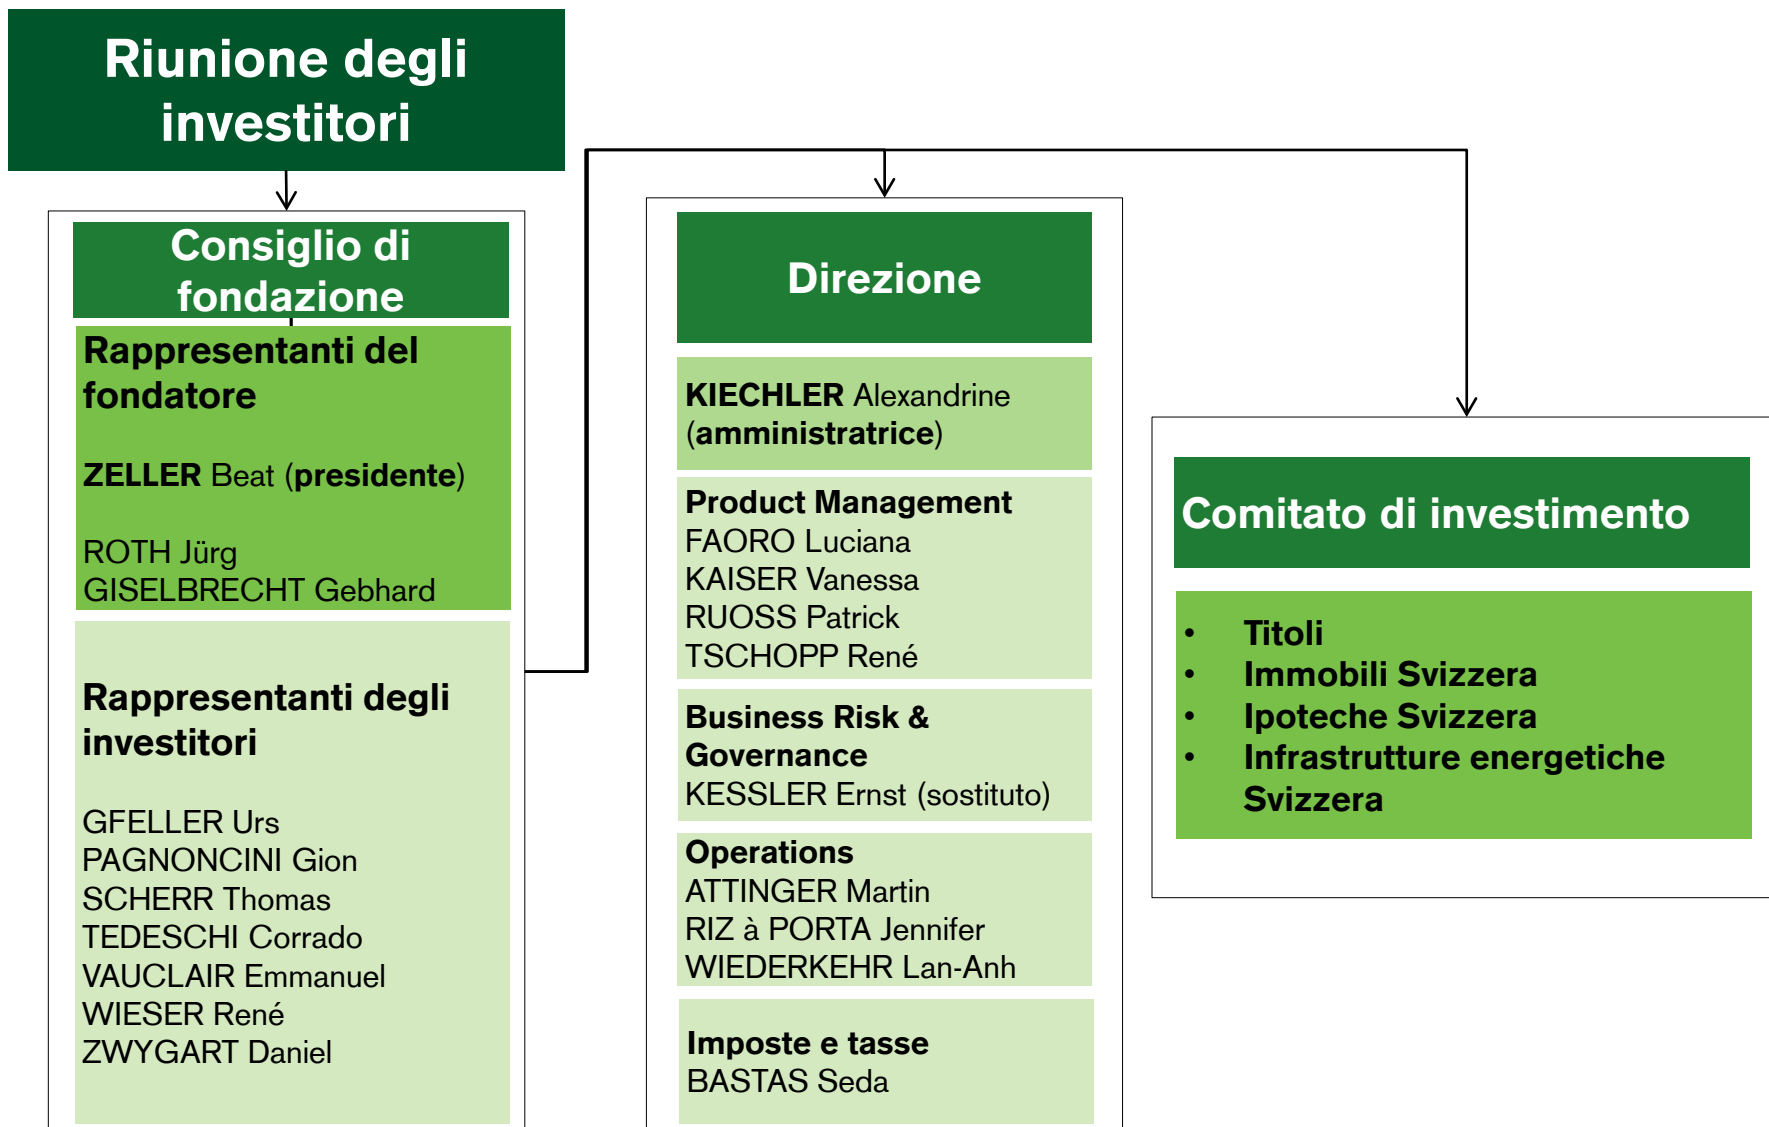 Riunione degli
investitori
Consiglio di
fondazione
Rappresentanti del
fondatore
ZELLER Beat (presidente)
ROTH Jürg
GISELBRECHT Gebhard
Rappresentanti degli
investitori
GFELLER Urs
PAGNONCINI Gion
SCHERR Thomas
TEDESCHI Corrado
VAUCLAIR Emmanuel
WIESER René
ZWYGART Daniel
Direzione
KIECHLER Alexandrine
(amministratrice)
Product Management
FAORO Luciana
KAISER Vanessa
RUOSS Patrick
TSCHOPP René
Business Risk &
Governance
KESSLER Ernst (sostituto)
Operations
ATTINGER Martin
RIZ à PORTA Jennifer
WIEDERKEHR Lan-Anh
Imposte e tasse
BASTAS Seda
Comitato di investimento
• Titoli
• Immobili Svizzera
• Ipoteche Svizzera
• Infrastrutture energetiche
Svizzera